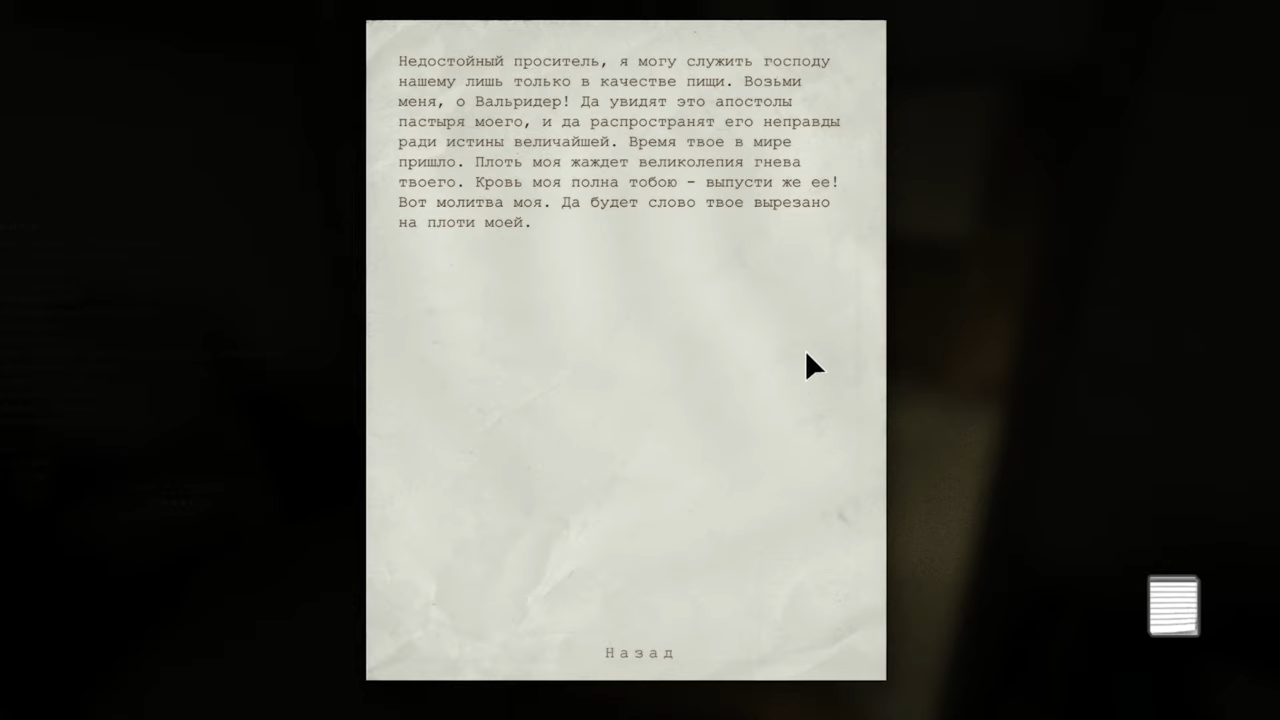 Недостойный проситель, я могу служить господу
нашему лишь только в качестве пищи. Возьми
меня, о Вальридер! Да увидят это апостолы
пастыря моего, и да распространят его неправды
ради истины величайшей. Время твое в мире
пришло. Плоть моя жаждет великолепия гнева
твоего. Кровь моя полна тобою - выпусти же ее!
Вот молитва моя. Да будет слово твое вырезано
на плоти моей.
Назад